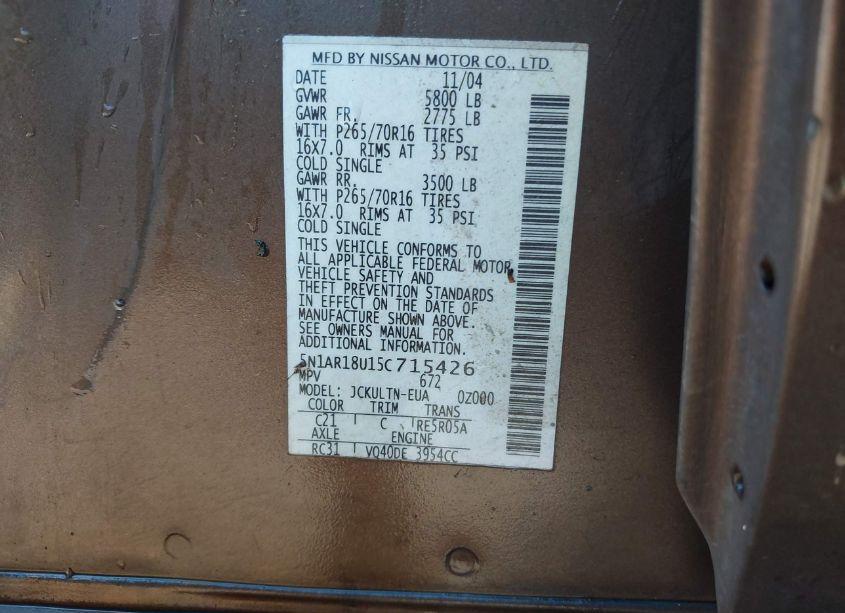 MFD BY NISSAN MOTOR CO., LTD.
DATE 11/04
GVWR 5800 LB
GAWR FR. 2775 LB
WITH P265/70R16 TIRES
16X7.0 RIMS AT 35 PSI
COLD SINGLE
GAWR RR. 3500 LB
WITH P265/70R16 TIRES
16X7.0 RIMS AT 35 PSI
COLD SINGLE
THIS VEHICLE CONFORMS TO
ALL APPLICABLE FEDERAL MOTOR
VEHICLE SAFETY AND
THEFT PREVENTION STANDARDS
IN EFFECT ON THE DATE OF
MANUFACTURE SHOWN ABOVE.
SEE OWNERS MANUAL FOR
ADDITIONAL INFORMATION.
5N1AR18U15C715426
MPV 672
MODEL: JCKULTN-EUA 0Z000
COLOR TRIM TRANS
C21 C RE5R05A
AXLE ENGINE
RC31 VQ40DE 3954CC